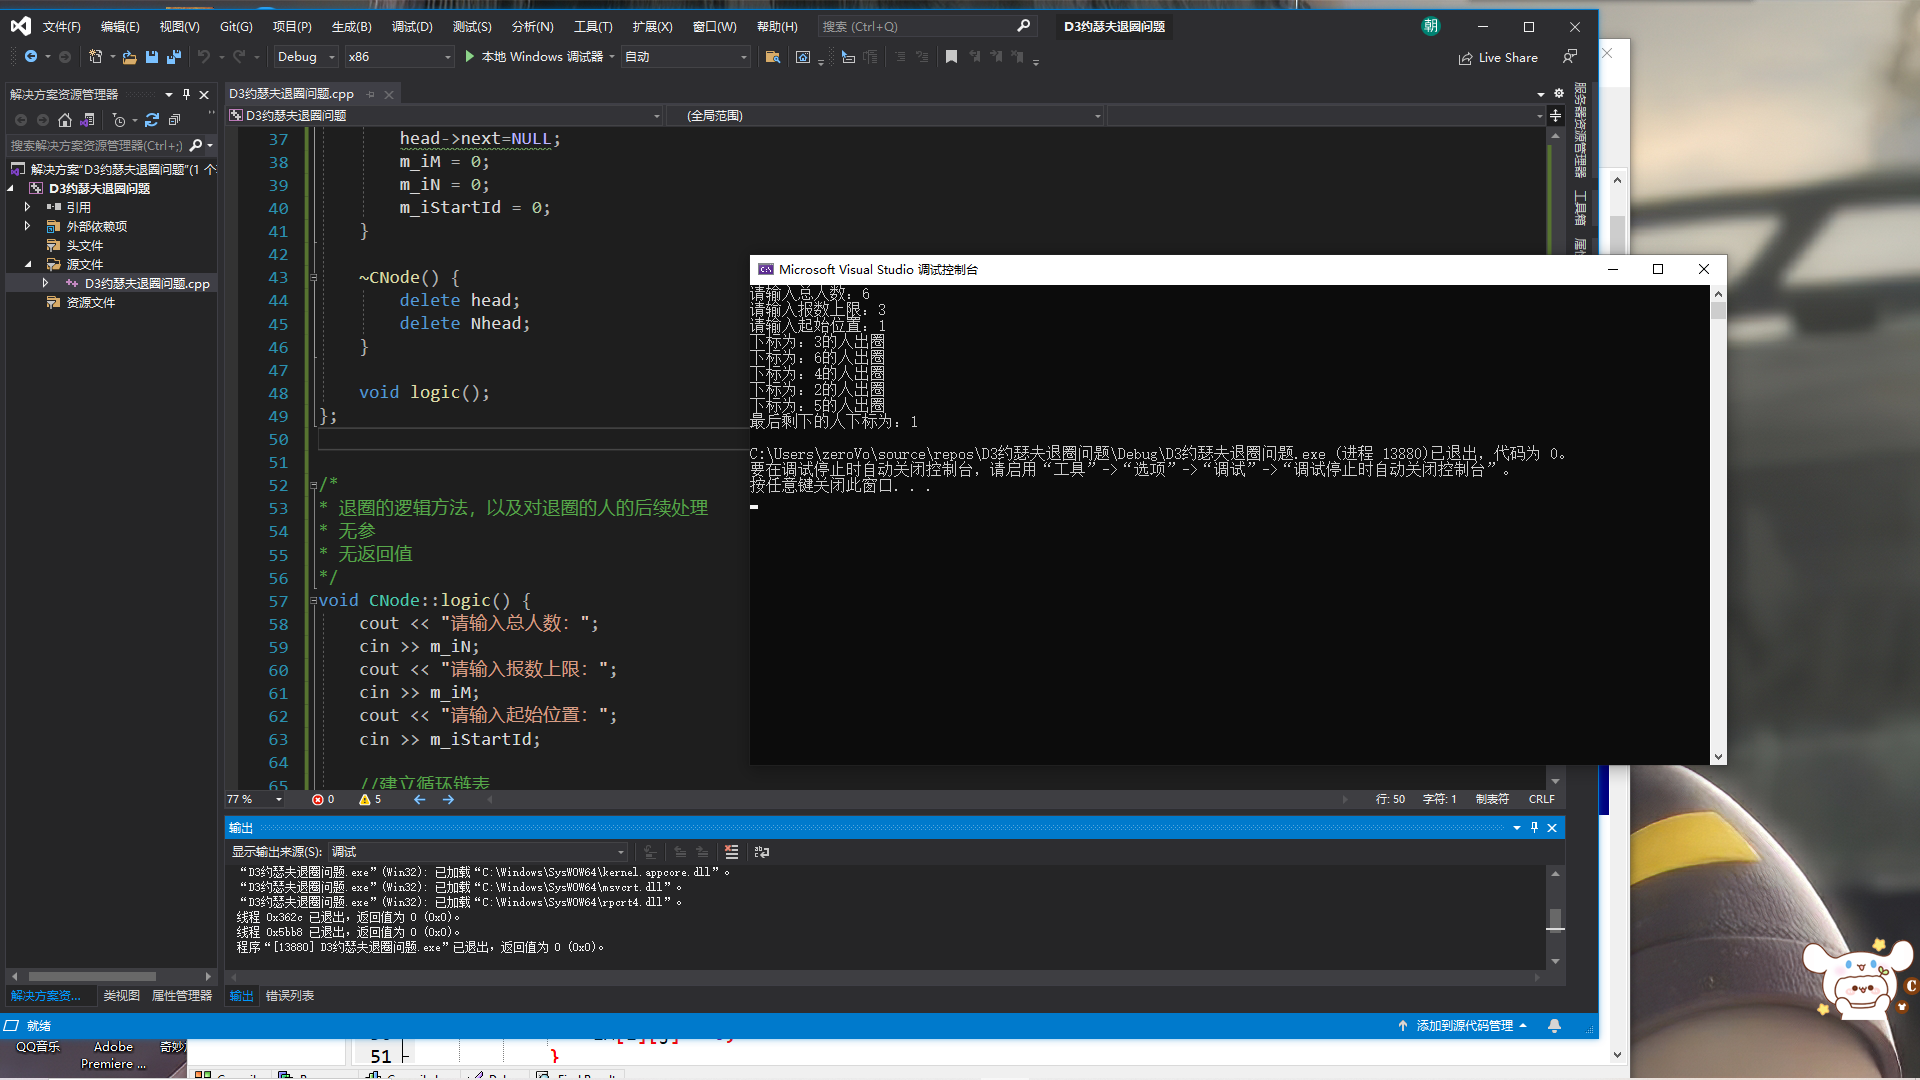 文件(F) 编辑(E) 视图(V) Git(G) 项目(P) 生成(B) 调试(D) 测试(S) 分析(N) 工具(T) 扩展(X) 窗口(W) 帮助(H) 搜索 (Ctrl+Q) D3约瑟夫退圈问题 朝
Debug x86 本地 Windows 调试器 自动 Live Share
解决方案资源管理器
搜索解决方案资源管理器(Ctrl+;)
解决方案"D3约瑟夫退圈问题"(1 个
D3约瑟夫退圈问题
引用
外部依赖项
头文件
源文件
D3约瑟夫退圈问题.cpp
资源文件
解决方案资... 类视图 属性管理器
D3约瑟夫退圈问题.cpp
D3约瑟夫退圈问题 (全局范围)
37 head->next=NULL;
38 m_iM = 0;
39 m_iN = 0;
40 m_iStartId = 0;
41 }
42
43 ~CNode() {
44 delete head;
45 delete Nhead;
46 }
47
48 void logic();
49 };
50
51
52 /*
53 * 退圈的逻辑方法，以及对退圈的人的后续处理
54 * 无参
55 * 无返回值
56 */
57 void CNode::logic() {
58 cout << "请输入总人数：";
59 cin >> m_iN;
60 cout << "请输入报数上限：";
61 cin >> m_iM;
62 cout << "请输入起始位置：";
63 cin >> m_iStartId;
64
65 //建立循环链表
77 % 0 5 行: 50 字符: 1 制表符 CRLF
服务器资源管理器
工具箱
Microsoft Visual Studio 调试控制台
请输入总人数：6
请输入报数上限：3
请输入起始位置：1
下标为：3的人出圈
下标为：6的人出圈
下标为：4的人出圈
下标为：2的人出圈
下标为：5的人出圈
最后剩下的人下标为：1
C:\Users\zeroVo\source\repos\D3约瑟夫退圈问题\Debug\D3约瑟夫退圈问题.exe (进程 13880)已退出，代码为 0。
要在调试停止时自动关闭控制台，请启用“工具”->“选项”->“调试”->“调试停止时自动关闭控制台”。
按任意键关闭此窗口. . .
输出
显示输出来源(S): 调试
“D3约瑟夫退圈问题.exe”(Win32): 已加载“C:\Windows\SysWOW64\kernel.appcore.dll”。
“D3约瑟夫退圈问题.exe”(Win32): 已加载“C:\Windows\SysWOW64\msvcrt.dll”。
“D3约瑟夫退圈问题.exe”(Win32): 已加载“C:\Windows\SysWOW64\rpcrt4.dll”。
线程 0x362c 已退出，返回值为 0 (0x0)。
线程 0x5bb8 已退出，返回值为 0 (0x0)。
程序“[13880] D3约瑟夫退圈问题.exe”已退出，返回值为 0 (0x0)。
输出 错误列表
就绪 添加到源代码管理
QQ音乐 Adobe Premiere ... 奇妙
51 }